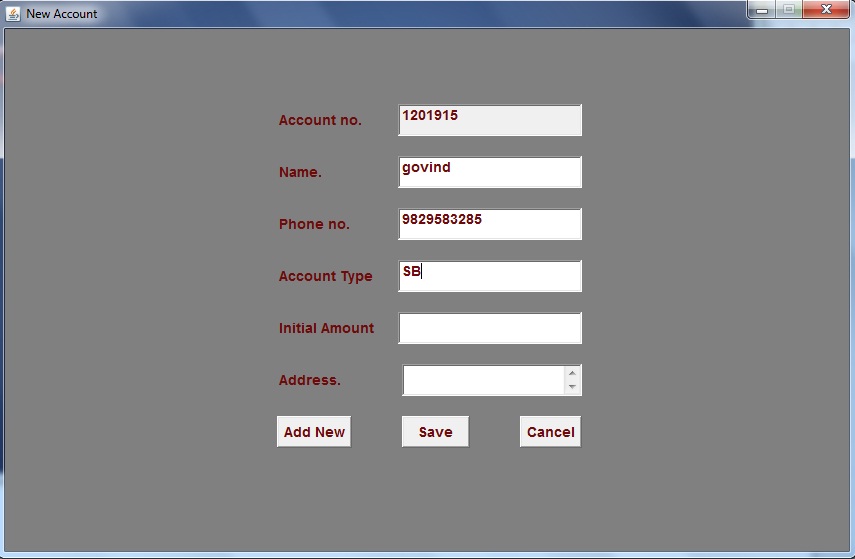 New Account
Account no. 1201915
Name. govind
Phone no. 9829583285
Account Type SB
Initial Amount
Address.
Add New Save Cancel